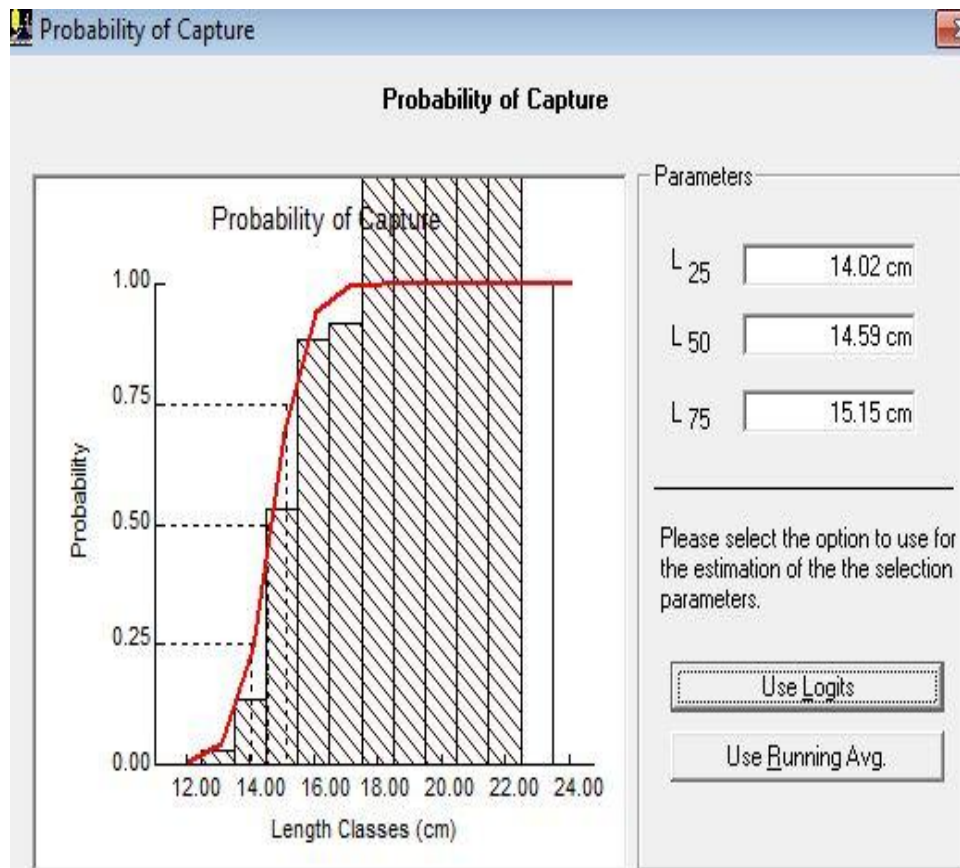 Probability of Capture
Probability of Capture
Probability of Capture
1.00
0.75
0.50
0.25
0.00
Probability
12.00 14.00 16.00 18.00 20.00 22.00 24.00
Length Classes (cm)
Parameters
L 25 14.02 cm
L 50 14.59 cm
L 75 15.15 cm
Please select the option to use for
the estimation of the the selection
parameters.
Use Logits
Use Running Avg.